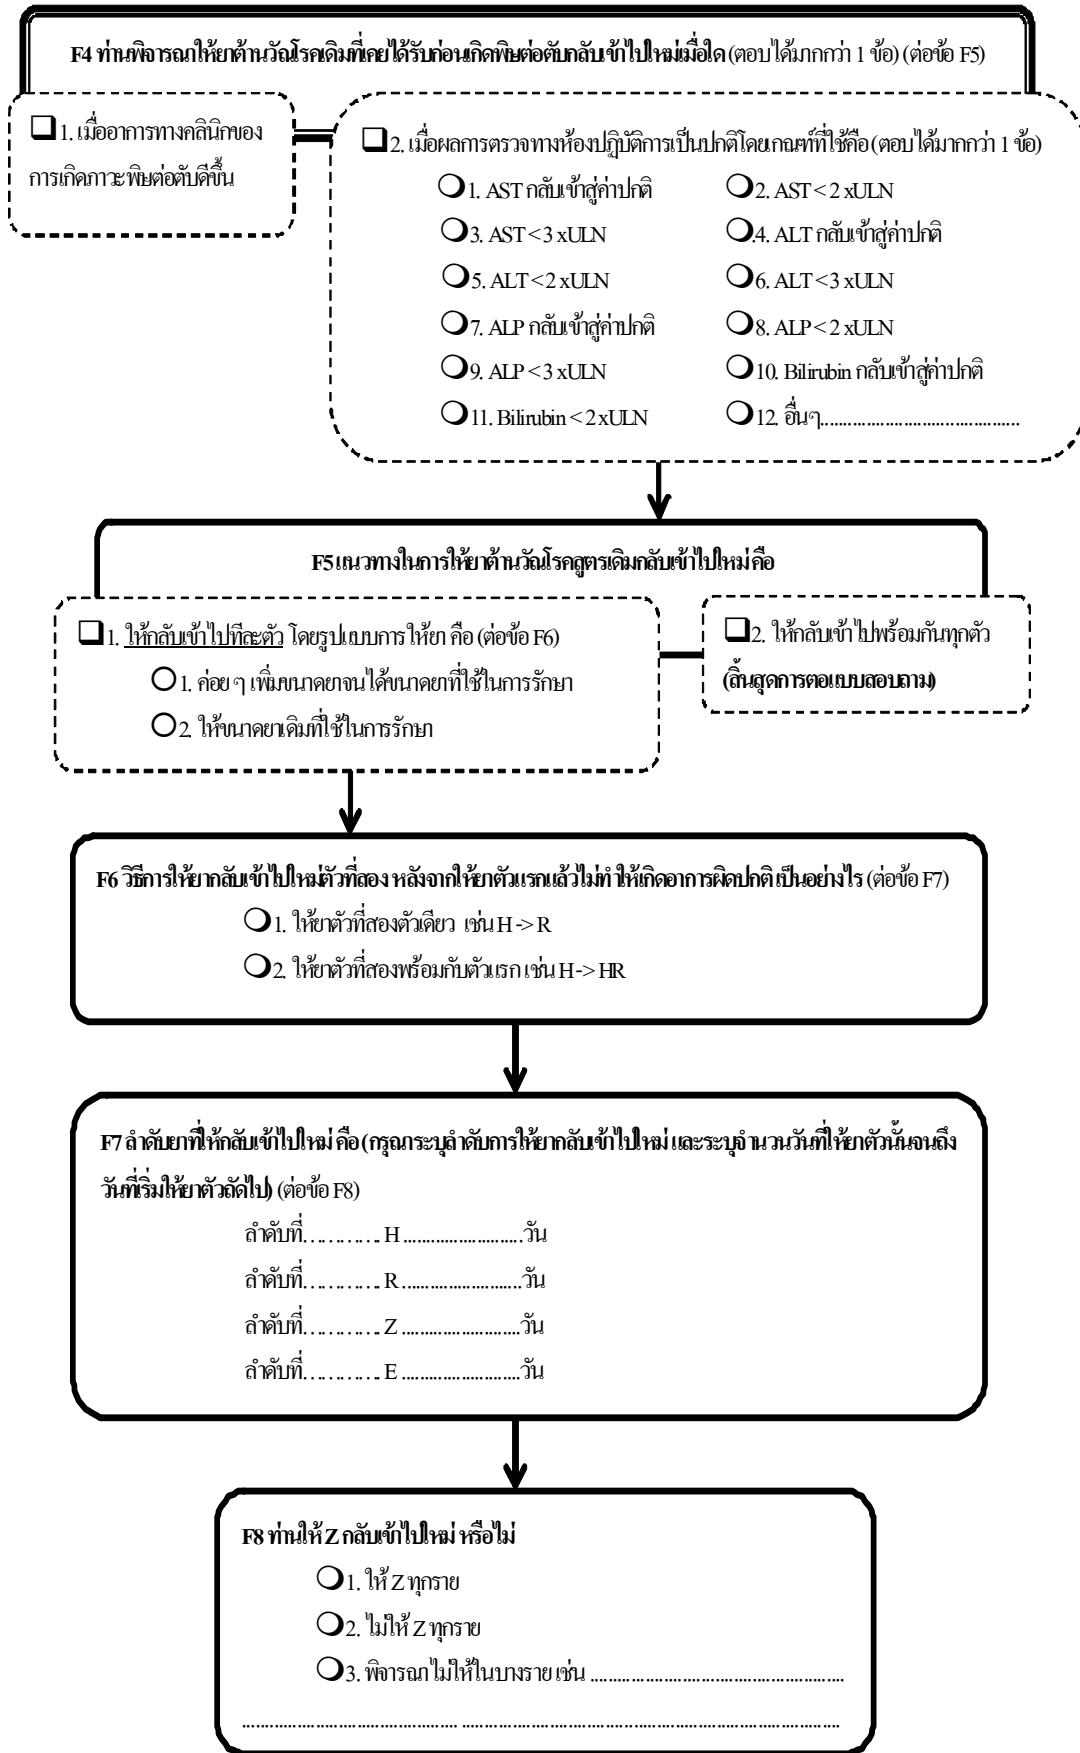 F4 ท่านพิจารณาให้ยาต้านวัณโรคเดิมที่เคยได้รับก่อนเกิดพิษต่อตับกลับเข้าไปใหม่เมื่อใด (ตอบได้มากกว่า 1 ข้อ) (ต่อข้อ F5)
1. เมื่ออาการทางคลินิกของ
การเกิดภาวะพิษต่อตับดีขึ้น
2. เมื่อผลการตรวจทางห้องปฏิบัติการเป็นปกติโดยเกณฑ์ที่ใช้คือ (ตอบได้มากกว่า 1 ข้อ)
1. AST กลับเข้าสู่ค่าปกติ 2. AST < 2 xULN
3. AST < 3 xULN .4. ALT กลับเข้าสู่ค่าปกติ
5. ALT < 2 xULN 6. ALT < 3 xULN
7. ALP กลับเข้าสู่ค่าปกติ 8. ALP < 2 xULN
9. ALP < 3 xULN 10. Bilirubin กลับเข้าสู่ค่าปกติ
11. Bilirubin < 2 xULN 12. อื่นๆ...........................................
F5 แนวทางในการให้ยาต้านวัณโรคสูตรเดิมกลับเข้าไปใหม่ คือ
1. ให้กลับเข้าไปทีละตัว โดยรูปแบบการให้ยา คือ (ต่อข้อ F6)
1. ค่อย ๆ เพิ่มขนาดยาจนได้ขนาดยาที่ใช้ในการรักษา
2. ให้ขนาดยาเดิมที่ใช้ในการรักษา
2. ให้กลับเข้าไปพร้อมกันทุกตัว
(สิ้นสุดการตอแบบสอบถาม)
F6 วิธีการให้ยากลับเข้าไปใหม่ตัวที่สอง หลังจากให้ยาตัวแรกแล้วไม่ทำให้เกิดอาการผิดปกติ เป็นอย่างไร (ต่อข้อ F7)
1. ให้ยาตัวที่สองตัวเดียว เช่น H -> R
2. ให้ยาตัวที่สองพร้อมกับตัวแรก เช่น H -> HR
F7 ลำดับยาที่ให้กลับเข้าไปใหม่ คือ (กรุณาระบุลำดับการให้ยากลับเข้าไปใหม่ และระบุจำนวนวันที่ให้ยาตัวนั้นจนถึง
วันที่เริ่มให้ยาตัวถัดไป) (ต่อข้อ F8)
ลำดับที่………….. H ..........................วัน
ลำดับที่………….. R ..........................วัน
ลำดับที่………….. Z ..........................วัน
ลำดับที่………….. E ..........................วัน
F8 ท่านให้ Z กลับเข้าไปใหม่ หรือไม่
1. ให้ Z ทุกราย
2. ไม่ให้ Z ทุกราย
3. พิจารณาไม่ให้ในบางราย เช่น .......................................................
..................................................................................................................................